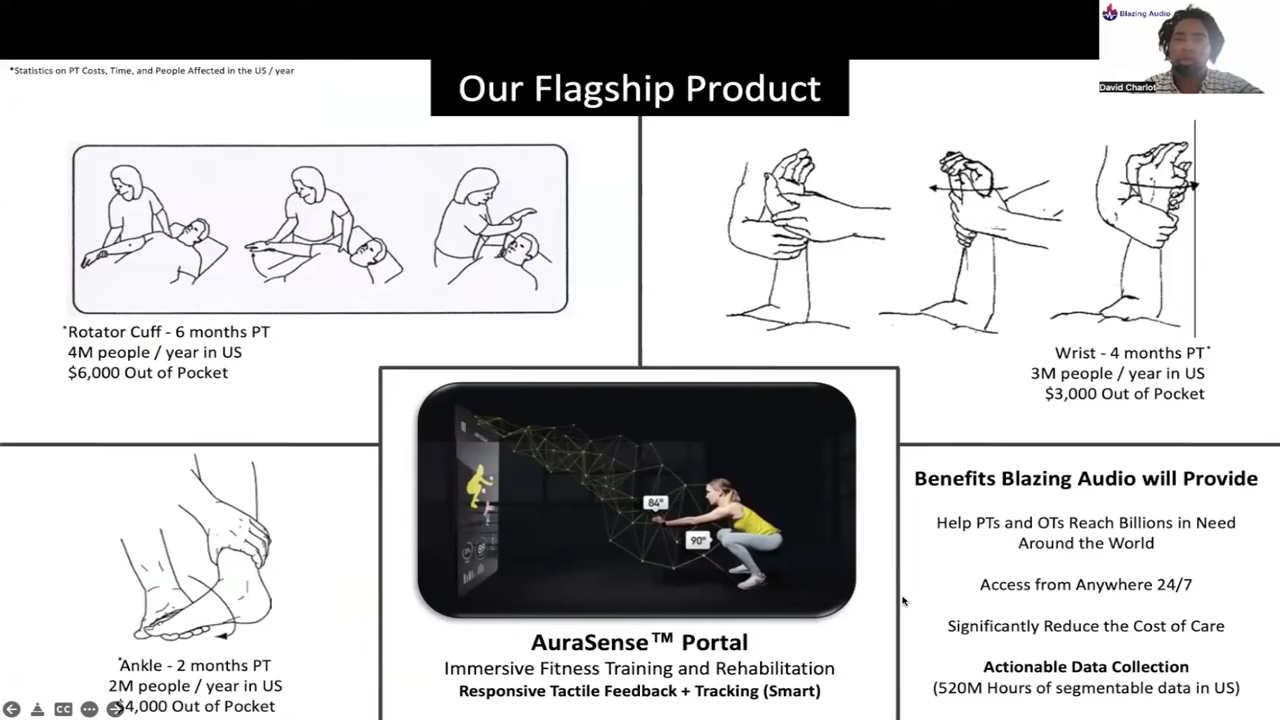 Blazing Audio
David Charlot
*Statistics on PT Costs, Time, and People Affected in the US / year
Our Flagship Product
*Rotator Cuff - 6 months PT
4M people / year in US
$6,000 Out of Pocket
Wrist - 4 months PT*
3M people / year in US
$3,000 Out of Pocket
84°
90°
*Ankle - 2 months PT
2M people / year in US
$4,000 Out of Pocket
CC
AuraSense™ Portal
Immersive Fitness Training and Rehabilitation
Responsive Tactile Feedback + Tracking (Smart)
Benefits Blazing Audio will Provide
Help PTs and OTs Reach Billions in Need
Around the World
Access from Anywhere 24/7
Significantly Reduce the Cost of Care
Actionable Data Collection
(520M Hours of segmentable data in US)